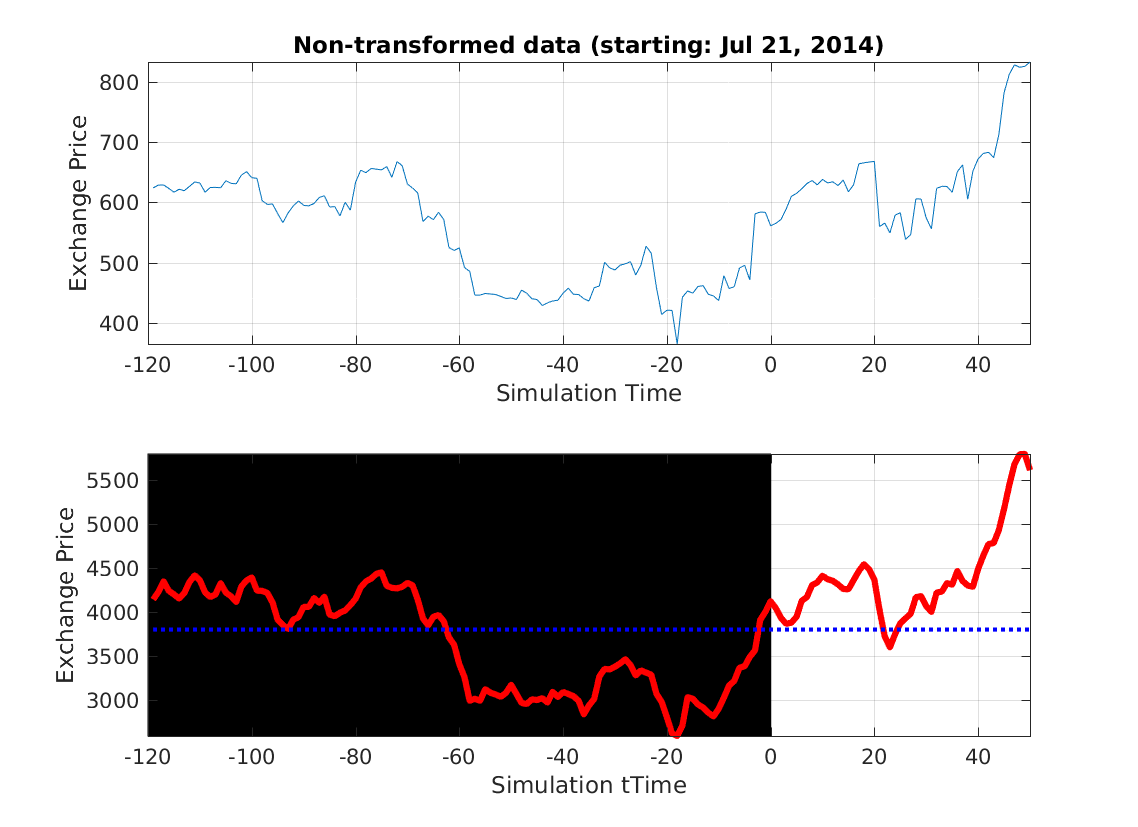 Non-transformed data (starting: Jul 21, 2014)
800
700
600
500
400
Exchange Price
-120 -100 -80 -60 -40 -20 0 20 40
Simulation Time
5500
5000
4500
4000
3500
3000
Exchange Price
-120 -100 -80 -60 -40 -20 0 20 40
Simulation tTime